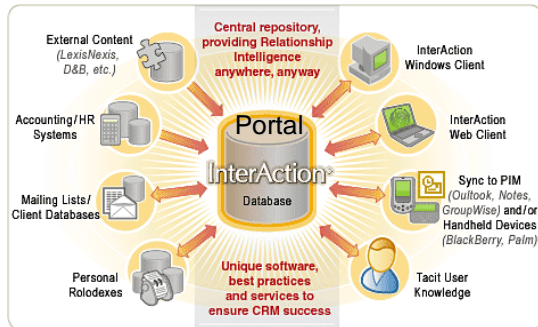 External Content
(LexisNexis,
D&B, etc.)
Central repository,
providing Relationship
Intelligence
anywhere, anyway
InterAction
Windows Client
Accounting/HR
Systems
Portal
InterAction
Database
InterAction
Web Client
Mailing Lists/
Client Databases
Sync to PIM
(Oultook, Notes,
GroupWise) and/or
Handheld Devices
(BlackBerry, Palm)
Personal
Rolodexes
Unique software,
best practices
and services to
ensure CRM success
Tacit User
Knowledge